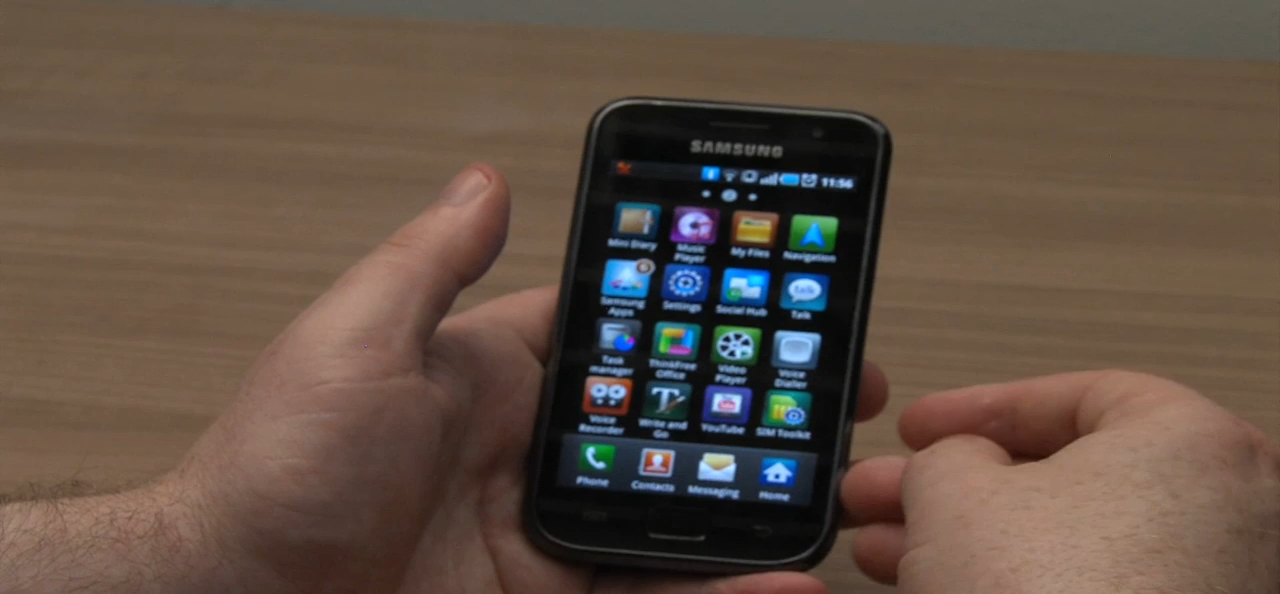 SAMSUNG
11:56
Mini Diary Music Player My Files Navigation
Samsung Apps Settings Social Hub Talk
Task manager ThinkFree Office Video Player Voice Dialler
Voice Recorder Write and Go YouTube SIM Toolkit
Phone Contacts Messaging Home